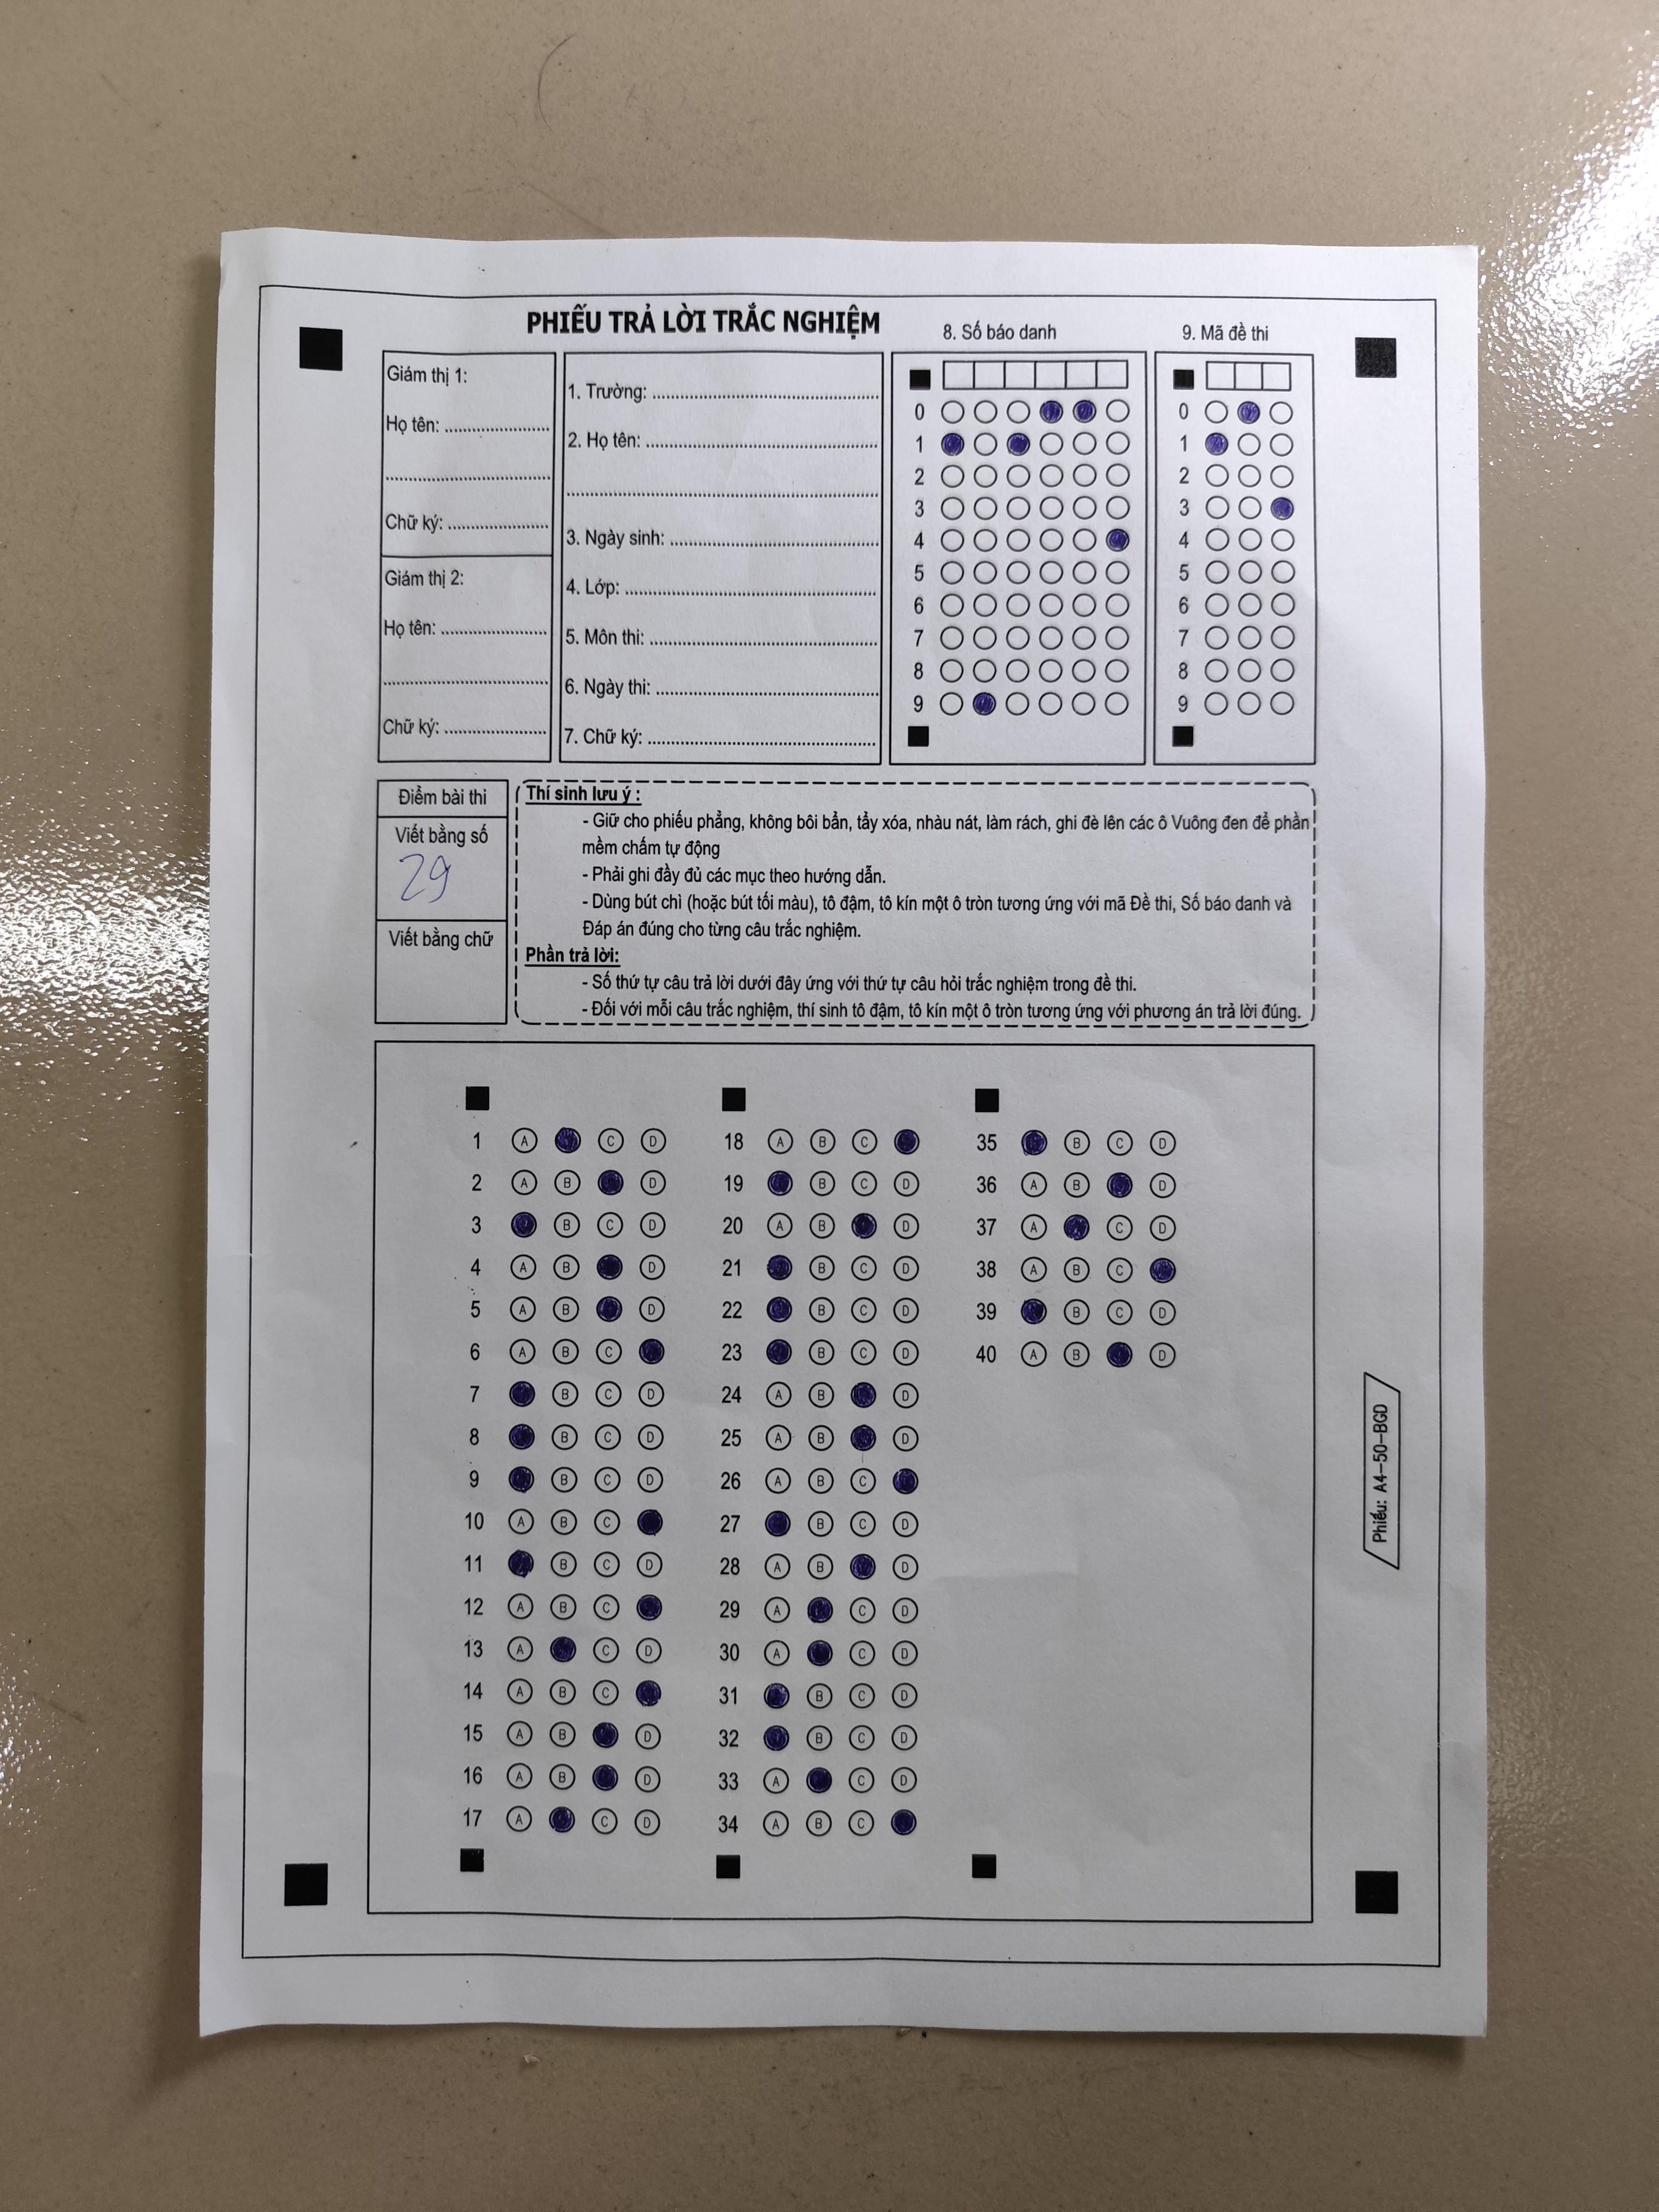 PHIẾU TRẢ LỜI TRẮC NGHIỆM
Giám thị 1:
Họ tên: ........................
........................
Chữ ký: ........................
Giám thị 2:
Họ tên: ........................
........................
Chữ ký: ........................
1. Trường: ........................
2. Họ tên: ........................
........................
3. Ngày sinh: ........................
4. Lớp: ........................
5. Môn thi: ........................
6. Ngày thi: ........................
7. Chữ ký: ........................
8. Số báo danh
0
1
2
3
4
5
6
7
8
9
9. Mã đề thi
0
1
2
3
4
5
6
7
8
9
Điểm bài thi
Viết bằng số
29
Viết bằng chữ
Thí sinh lưu ý :
- Giữ cho phiếu phẳng, không bôi bẩn, tẩy xóa, nhàu nát, làm rách, ghi đè lên các ô Vuông đen để phần
mềm chấm tự động
- Phải ghi đầy đủ các mục theo hướng dẫn.
- Dùng bút chì (hoặc bút tối màu), tô đậm, tô kín một ô tròn tương ứng với mã Đề thi, Số báo danh và
Đáp án đúng cho từng câu trắc nghiệm.
Phần trả lời:
- Số thứ tự câu trả lời dưới đây ứng với thứ tự câu hỏi trắc nghiệm trong đề thi.
- Đối với mỗi câu trắc nghiệm, thí sinh tô đậm, tô kín một ô tròn tương ứng với phương án trả lời đúng.
1 A C D
2 A B D
3 B C D
4 A B D
5 A B D
6 A B C
7 B C D
8 B C D
9 B C D
10 A B C
11 B C D
12 A B C
13 A C D
14 A B C
15 A B D
16 A B D
17 A C D
18 A B C
19 B C D
20 A B D
21 B C D
22 B C D
23 B C D
24 A B D
25 A B D
26 A B C
27 B C D
28 A B D
29 A C D
30 A C D
31 B C D
32 B C D
33 A C D
34 A B C
35 B C D
36 A B D
37 A C D
38 A B C
39 B C D
40 A B D
Phiếu: A4-50-BGD